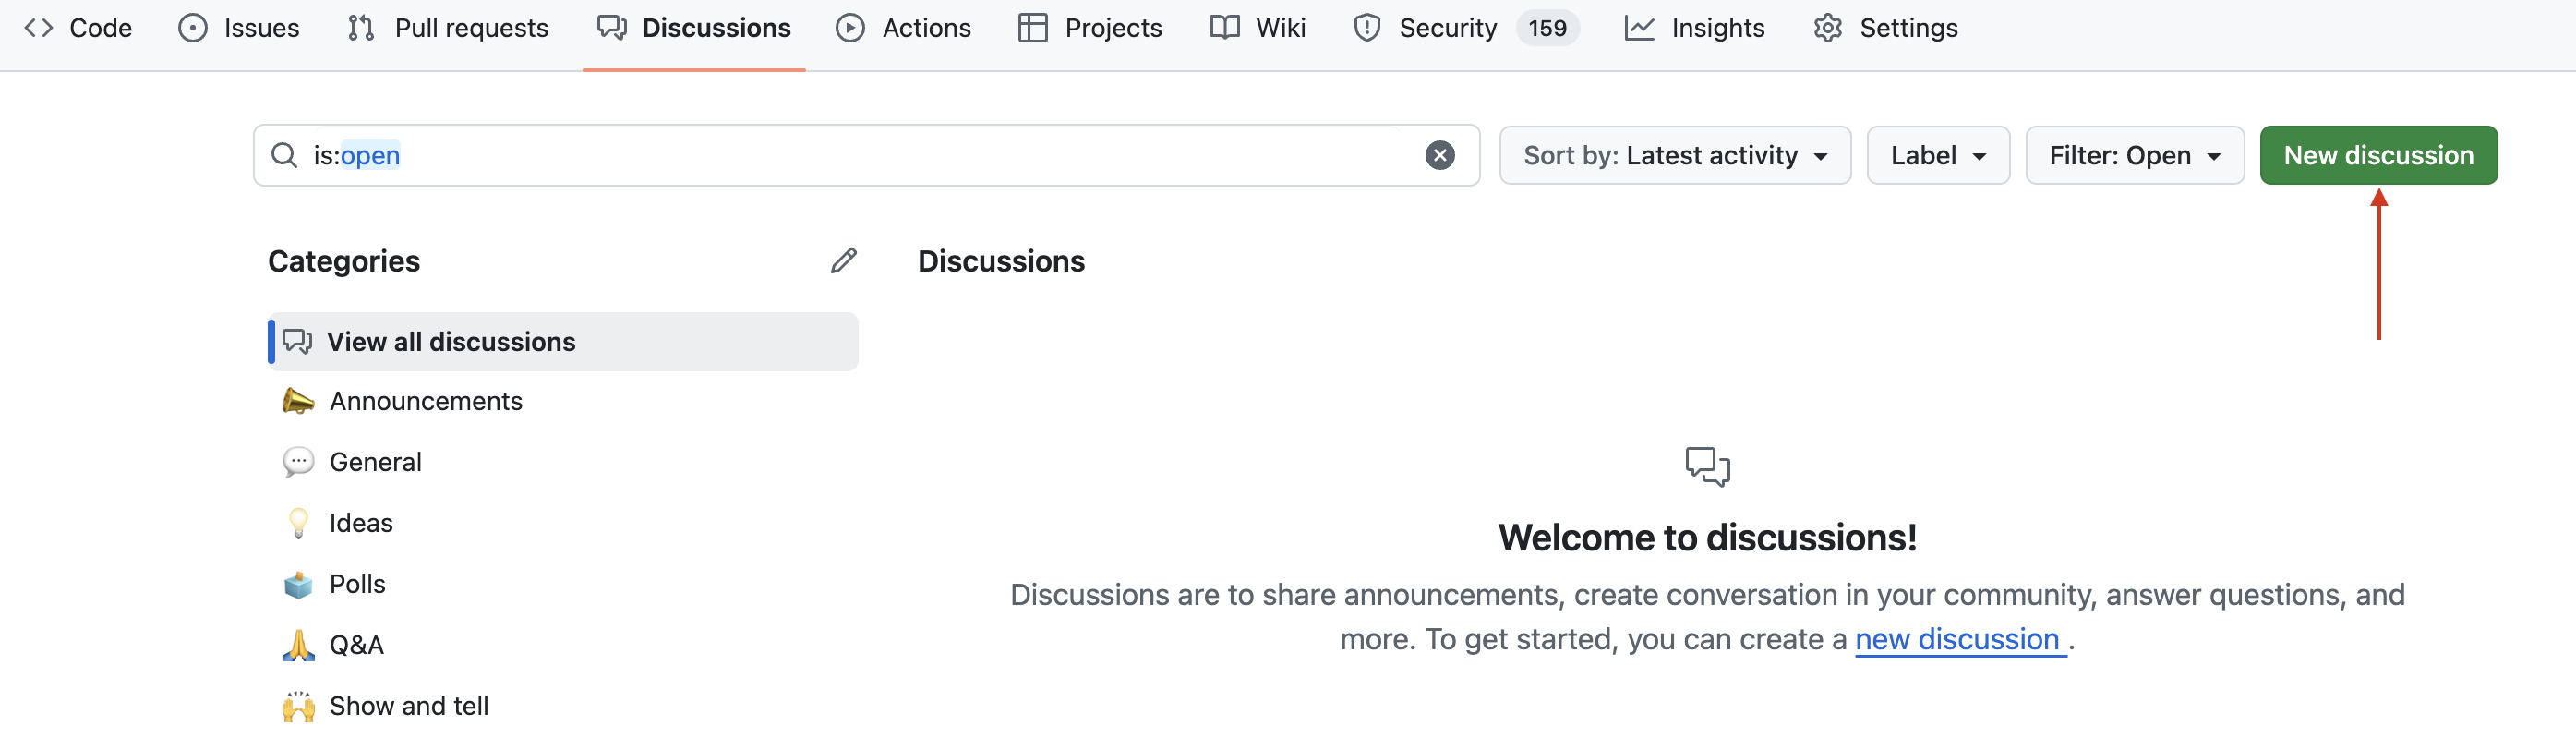 Code Issues Pull requests Discussions Actions Projects Wiki Security 159 Insights Settings
is:open Sort by: Latest activity Label Filter: Open New discussion
Categories
View all discussions
Announcements
General
Ideas
Polls
Q&A
Show and tell
Discussions
Welcome to discussions!
Discussions are to share announcements, create conversation in your community, answer questions, and
more. To get started, you can create a new discussion .